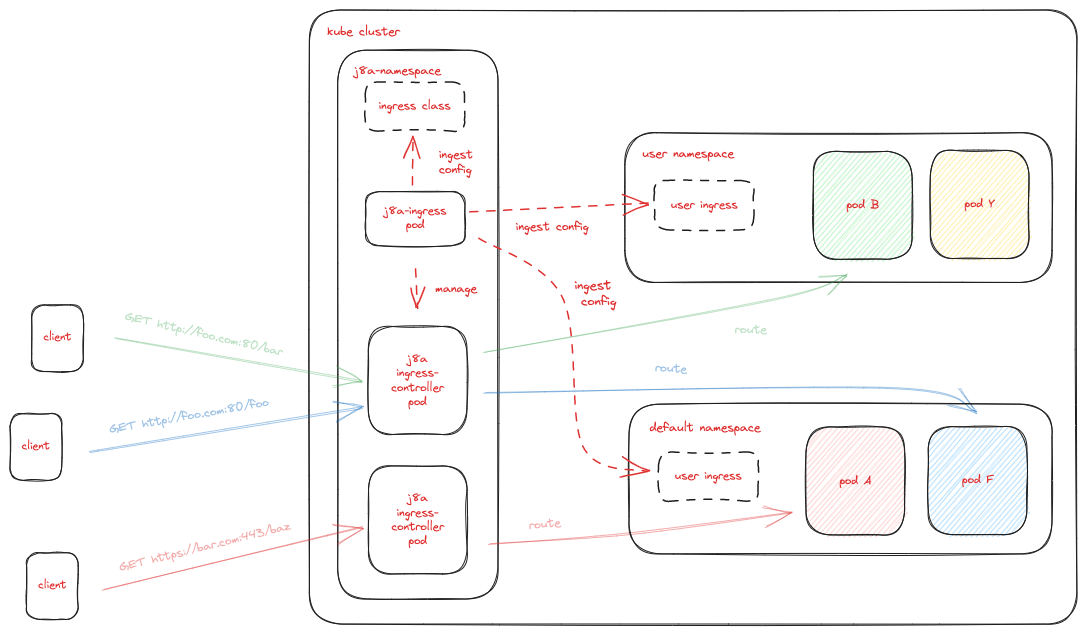 kube cluster
j8a-namespace
ingress class
ingest
config
j8a-ingress
pod
manage
j8a
ingress-
controller
pod
j8a
ingress-
controller
pod
user namespace
user ingress
pod B
pod Y
ingest config
ingest
config
route
route
default namespace
user ingress
pod A
pod F
route
client
GET http://foo.com:80/bar
client
GET http://foo.com:80/foo
client
GET https://bar.com:443/baz